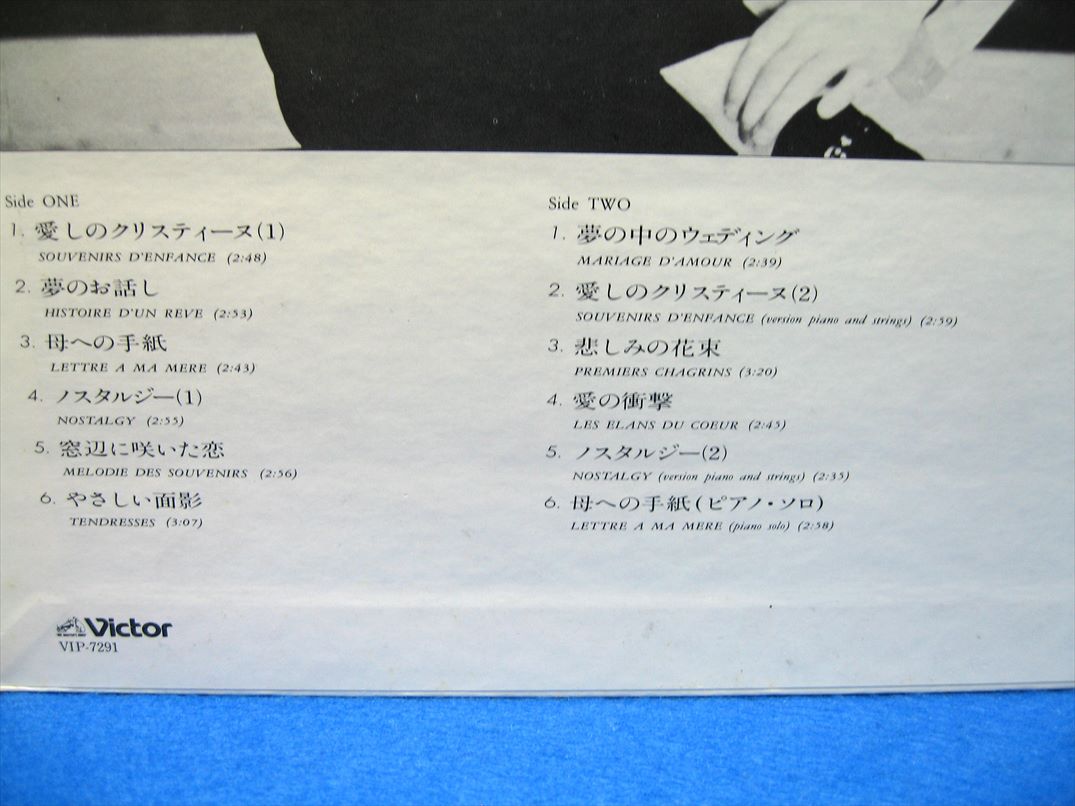 Side ONE
1. 愛しのクリスティーヌ(1)
SOUVENIRS D'ENFANCE (2:48)
2. 夢のお話し
HISTOIRE D'UN REVE (2:53)
3. 母への手紙
LETTRE A MA MERE (2:43)
4. ノスタルジー(1)
NOSTALGY (2:55)
5. 窓辺に咲いた恋
MELODIE DES SOUVENIRS (2:56)
6. やさしい面影
TENDRESSES (3:07)
Side TWO
1. 夢の中のウェディング
MARIAGE D'AMOUR (2:39)
2. 愛しのクリスティーヌ(2)
SOUVENIRS D'ENFANCE (version piano and strings) (2:59)
3. 悲しみの花束
PREMIERS CHAGRINS (3:20)
4. 愛の衝撃
LES ELANS DU COEUR (2:45)
5. ノスタルジー(2)
NOSTALGY (version piano and strings) (2:35)
6. 母への手紙(ピアノ・ソロ)
LETTRE A MA MERE (piano solo) (2:58)
Victor
VIP-7291